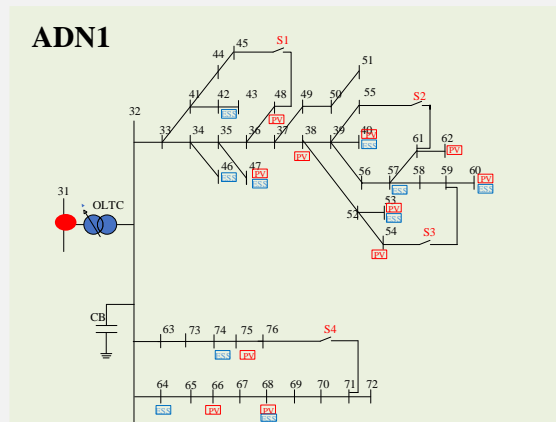 ADN1
45 S1 51
44
32 41 42 43 48 49 50 55 S2
ESS PV
61 62
33 34 35 36 37 38 39 40
PV PV PV
ESS
46 47 56 57 58 59 60
ESS PV ESS PV
ESS ESS
31 52 53
OLTC PV
ESS
54 S3
PV
CB
63 73 74 75 76 S4
ESS PV
64 65 66 67 68 69 70 71 72
ESS PV PV
ESS